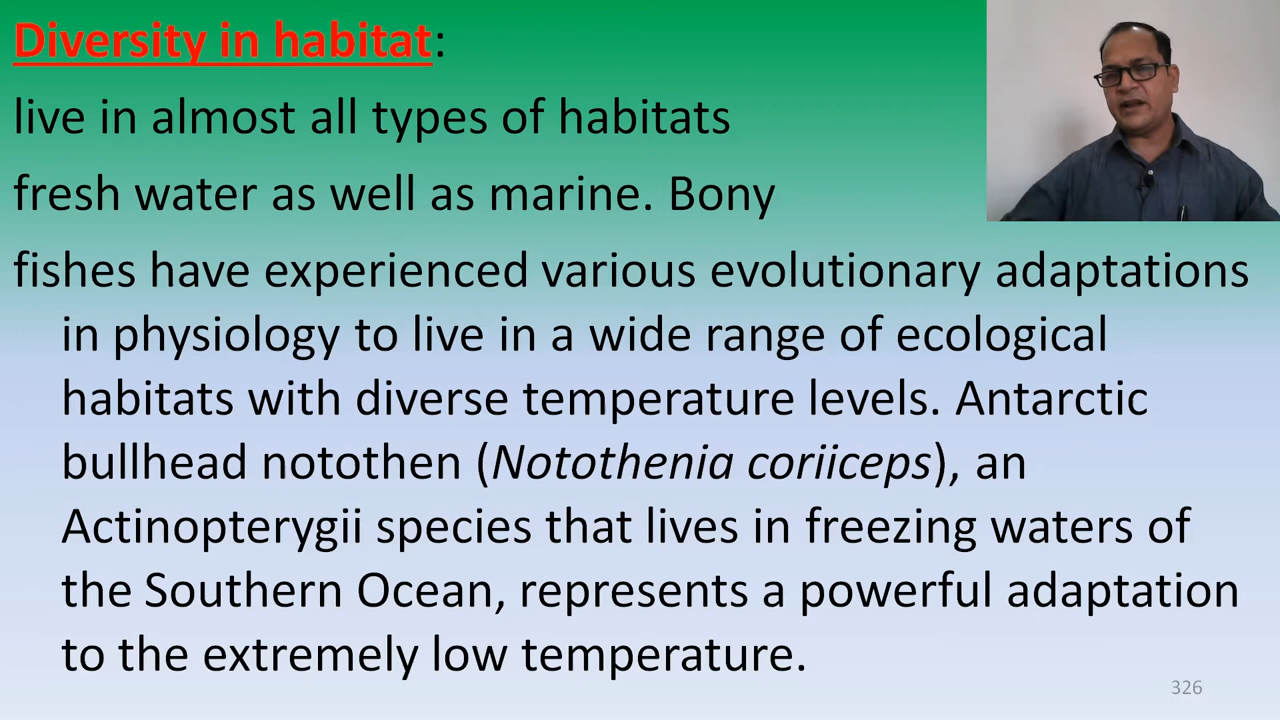 Diversity in habitat:
live in almost all types of habitats
fresh water as well as marine. Bony
fishes have experienced various evolutionary adaptations
in physiology to live in a wide range of ecological
habitats with diverse temperature levels. Antarctic
bullhead notothen (Notothenia coriiceps), an
Actinopterygii species that lives in freezing waters of
the Southern Ocean, represents a powerful adaptation
to the extremely low temperature.
326